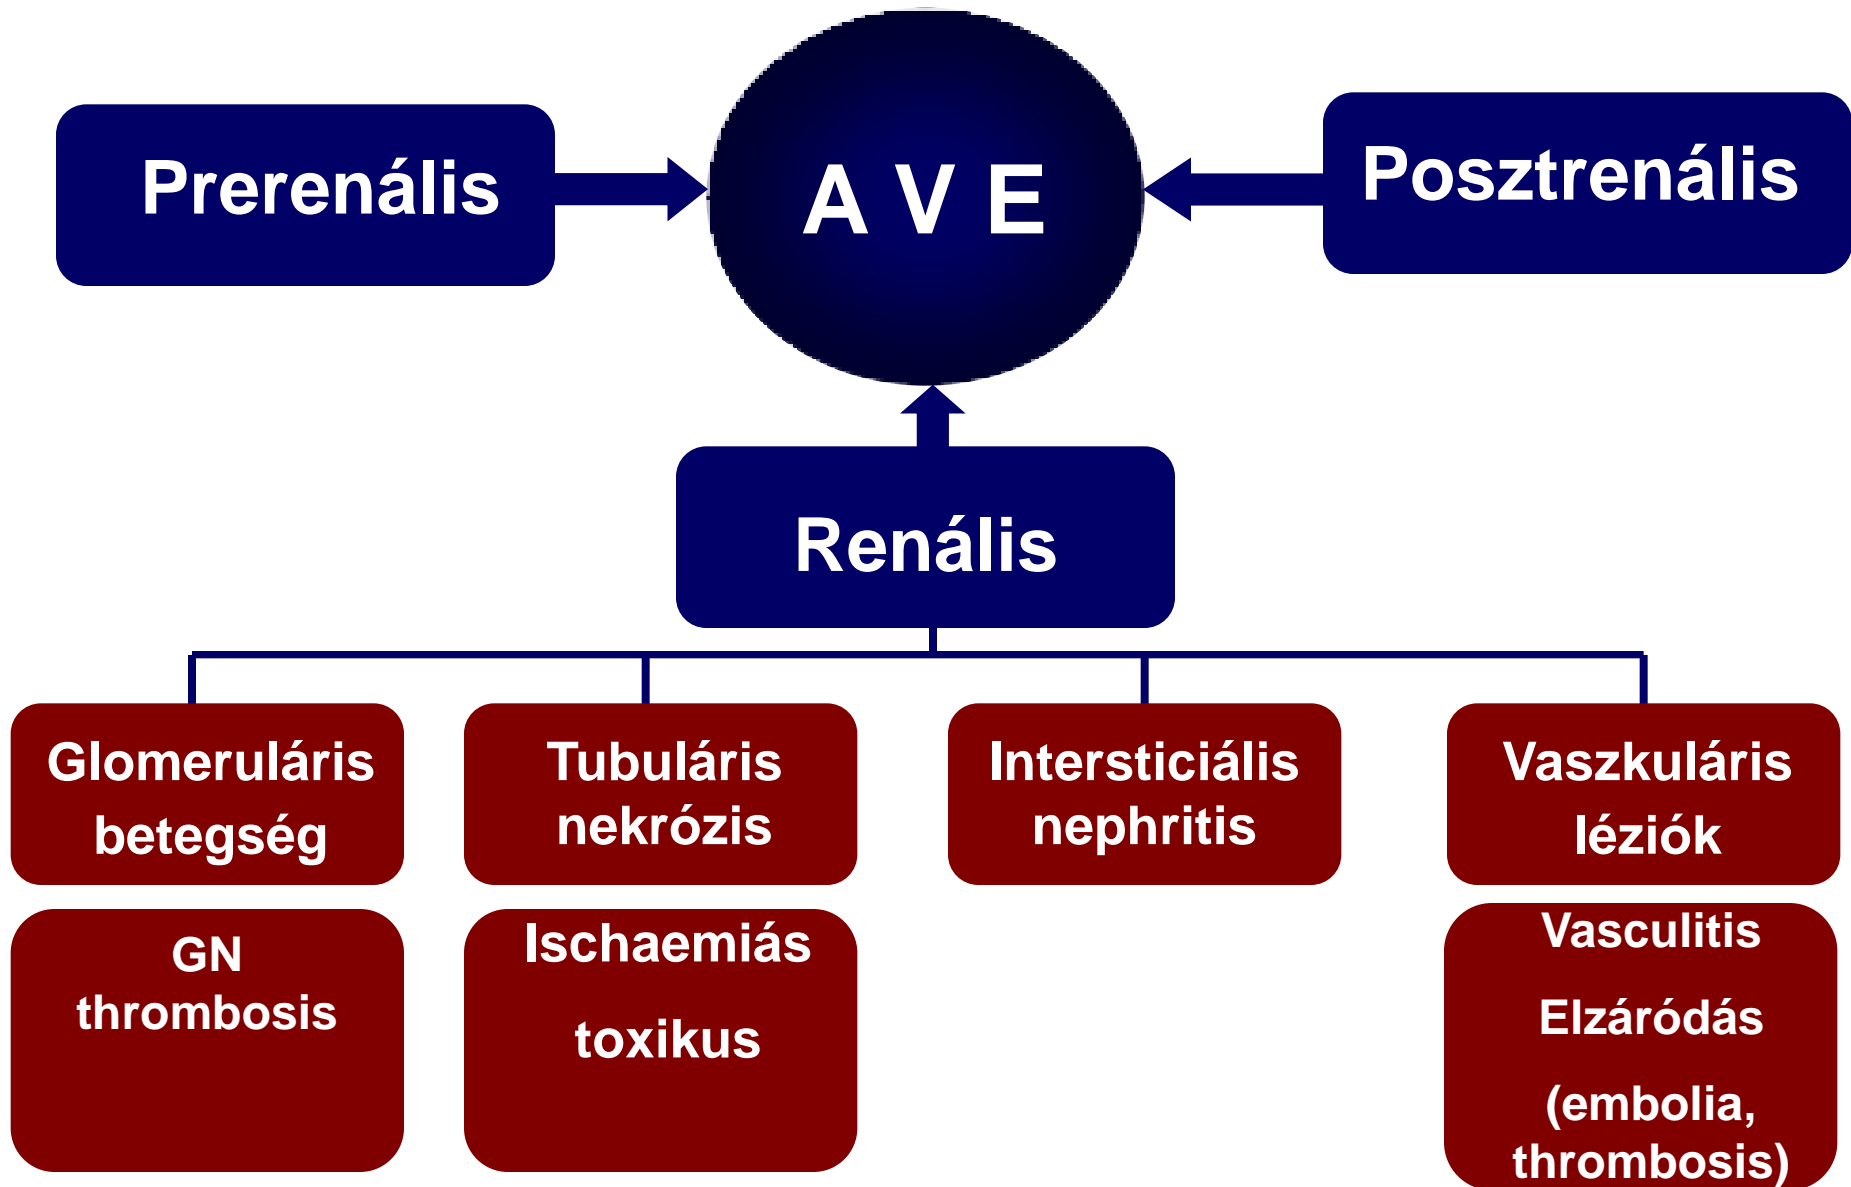 Prerenális
A V E
Posztrenális
Renális
Glomeruláris
betegség
Tubuláris
nekrózis
Intersticiális
nephritis
Vaszkuláris
léziók
GN
thrombosis
Ischaemiás
toxikus
Vasculitis
Elzáródás
(embolia,
thrombosis)